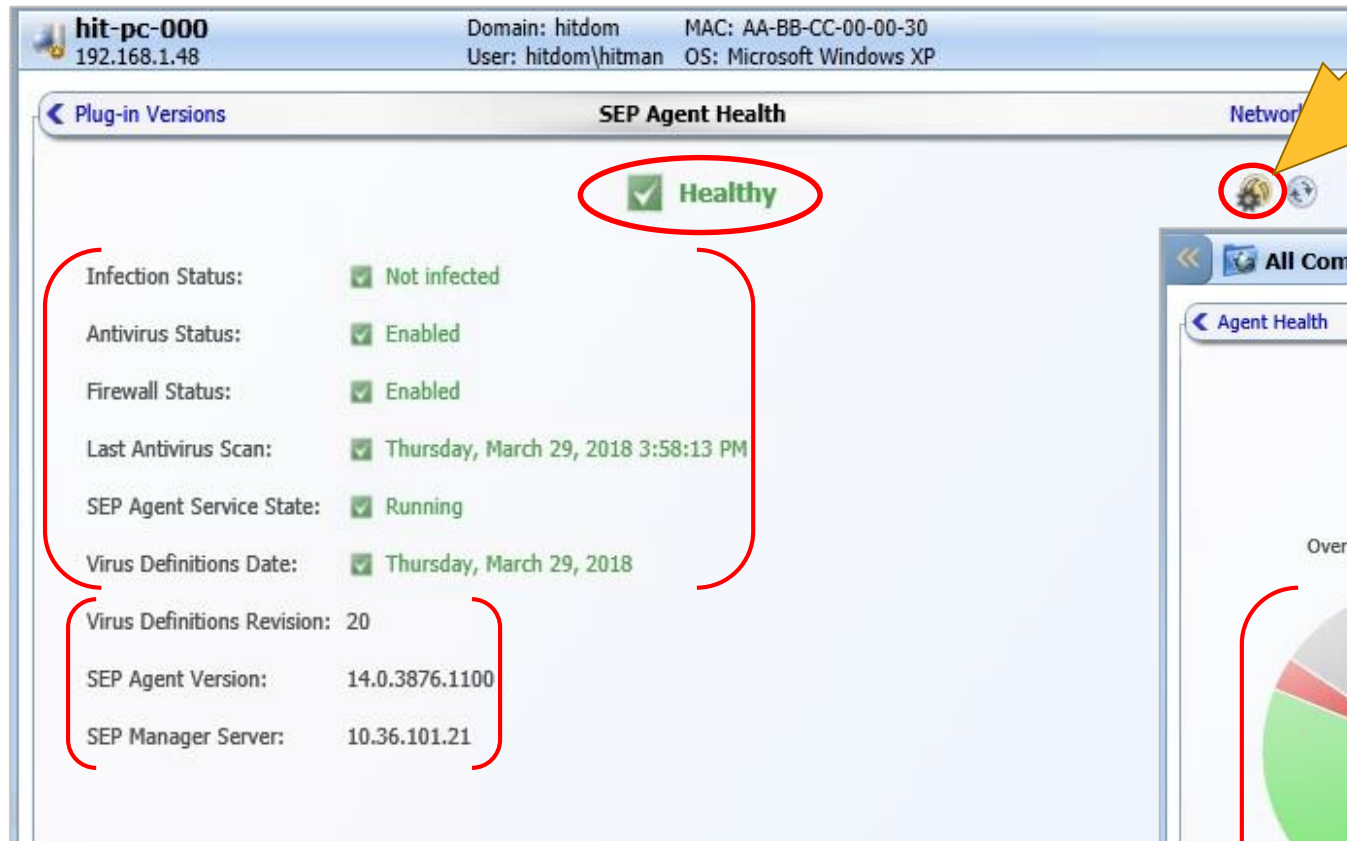 hit-pc-000 Domain: hitdom MAC: AA-BB-CC-00-00-30
192.168.1.48 User: hitdom\hitman OS: Microsoft Windows XP
Plug-in Versions SEP Agent Health
Healthy
Infection Status: Not infected
Antivirus Status: Enabled
Firewall Status: Enabled
Last Antivirus Scan: Thursday, March 29, 2018 3:58:13 PM
SEP Agent Service State: Running
Virus Definitions Date: Thursday, March 29, 2018
Virus Definitions Revision: 20
SEP Agent Version: 14.0.3876.1100
SEP Manager Server: 10.36.101.21
All Com
Agent Health
Over